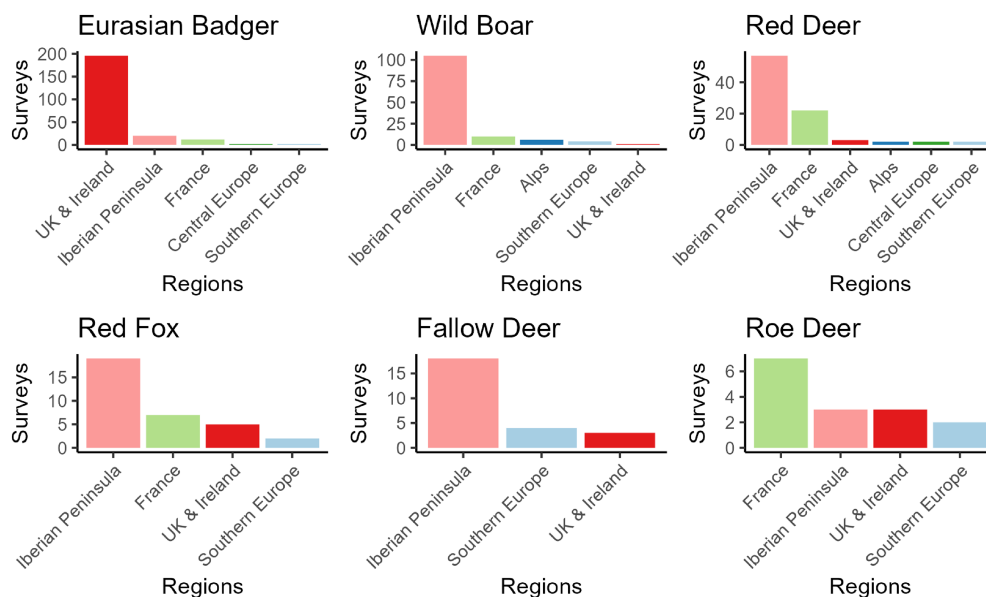 Eurasian Badger
Surveys
200
150
100
50
0
UK & Ireland
Iberian Peninsula
France
Central Europe
Southern Europe
Regions
Wild Boar
Surveys
100
75
50
25
0
Iberian Peninsula
France
Alps
Southern Europe
UK & Ireland
Regions
Red Deer
Surveys
40
20
0
Iberian Peninsula
France
UK & Ireland
Alps
Central Europe
Southern Europe
Regions
Red Fox
Surveys
15
10
5
0
Iberian Peninsula
France
UK & Ireland
Southern Europe
Regions
Fallow Deer
Surveys
15
10
5
0
Iberian Peninsula
Southern Europe
UK & Ireland
Regions
Roe Deer
Surveys
6
4
2
0
France
Iberian Peninsula
UK & Ireland
Southern Europe
Regions